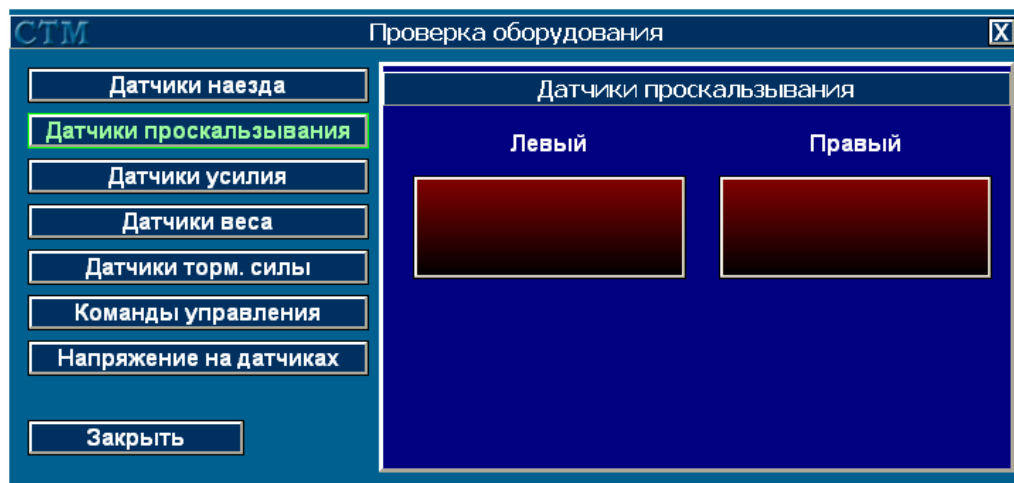 СТМ
Проверка оборудования
X
Датчики наезда
Датчики проскальзывания
Датчики усилия
Датчики веса
Датчики торм. силы
Команды управления
Напряжение на датчиках
Закрыть
Датчики проскальзывания
Левый
Правый